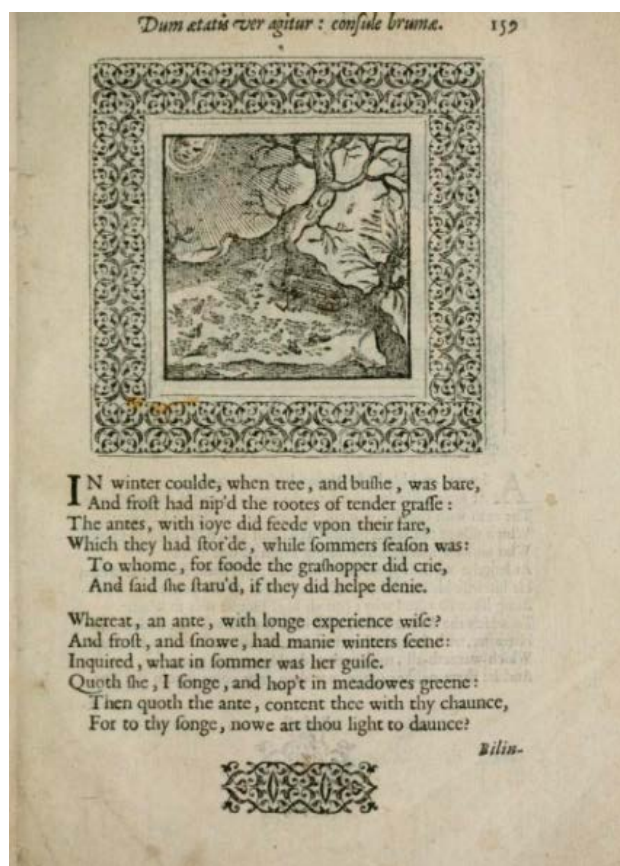 Dum ætatis ver agitur : conſule brumæ. 159
IN winter coulde, when tree, and buſhe, was bare,
And froſt had nip'd the rootes of tender graſſe :
The antes, with ioye did feede vpon their fare,
Which they had ſtor'de, while ſommers ſeaſon was:
To whome, for foode the graſhopper did crie,
And ſaid ſhe ſtaru'd, if they did helpe denie.
Whereat, an ante, with longe experience wiſe?
And froſt, and ſnowe, had manie winters ſeene:
Inquired, what in ſommer was her guiſe.
Quoth ſhe, I ſonge, and hop't in meadowes greene:
Then quoth the ante, content thee with thy chaunce,
For to thy ſonge, nowe art thou light to daunce?
Bilin-